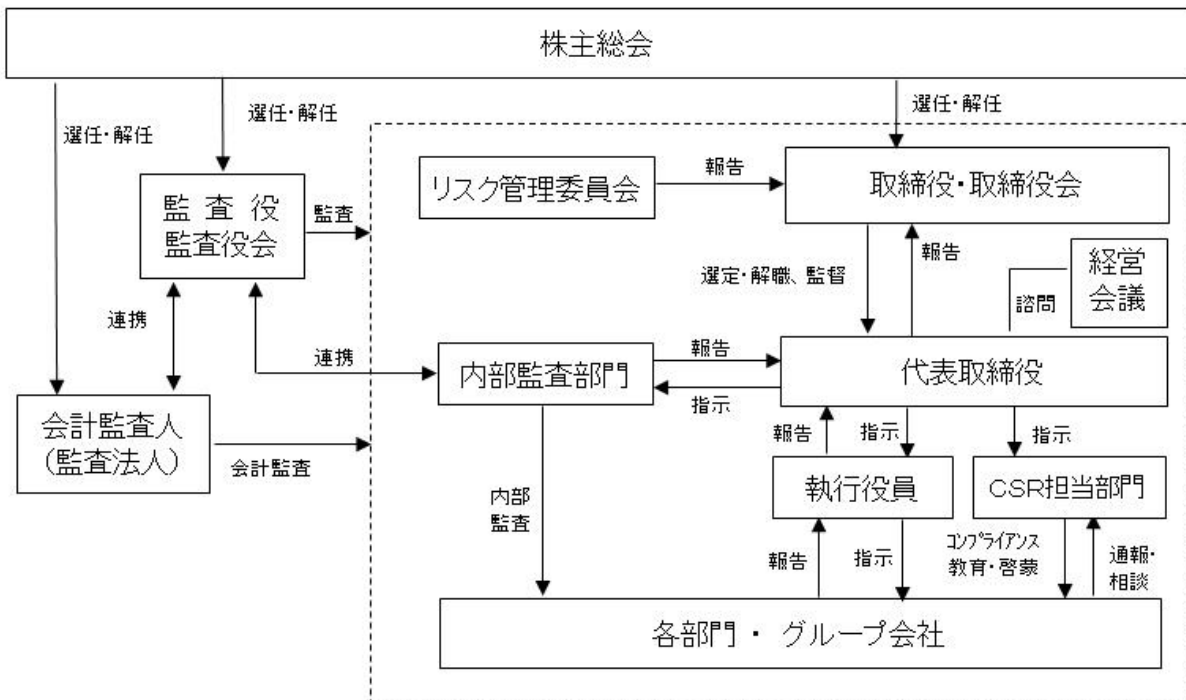 株主総会
選任・解任
選任・解任
選任・解任
リスク管理委員会
報告
取締役・取締役会
監査役
監査役会
監査
選定・解職、監督
報告
経営
会議
諮問
連携
連携
内部監査部門
報告
指示
代表取締役
会計監査人
(監査法人)
会計監査
報告
指示
指示
内部
監査
執行役員
CSR担当部門
報告
指示
コンプライアンス
教育・啓蒙
通報・
相談
各部門・グループ会社